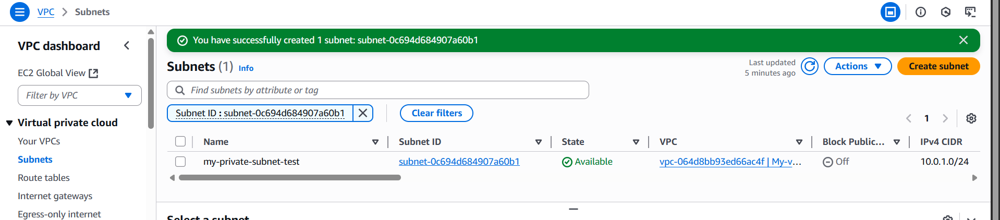 VPC > Subnets
VPC dashboard
EC2 Global View
Filter by VPC
Virtual private cloud
Your VPCs
Subnets
Route tables
Internet gateways
Egress-only internet
You have successfully created 1 subnet: subnet-0c694d684907a60b1
Subnets (1) Info
Last updated
5 minutes ago
Actions
Create subnet
Find subnets by attribute or tag
Subnet ID : subnet-0c694d684907a60b1
Clear filters
1
Name Subnet ID State VPC Block Public... IPv4 CIDR
my-private-subnet-test subnet-0c694d684907a60b1 Available vpc-064d8bb93ed66ac4f | My-v... Off 10.0.1.0/24
Select a subnet